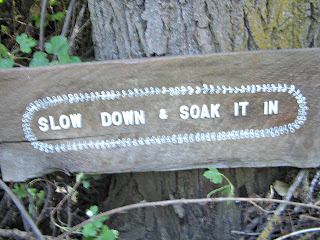 SLOW DOWN & SOAK IT IN